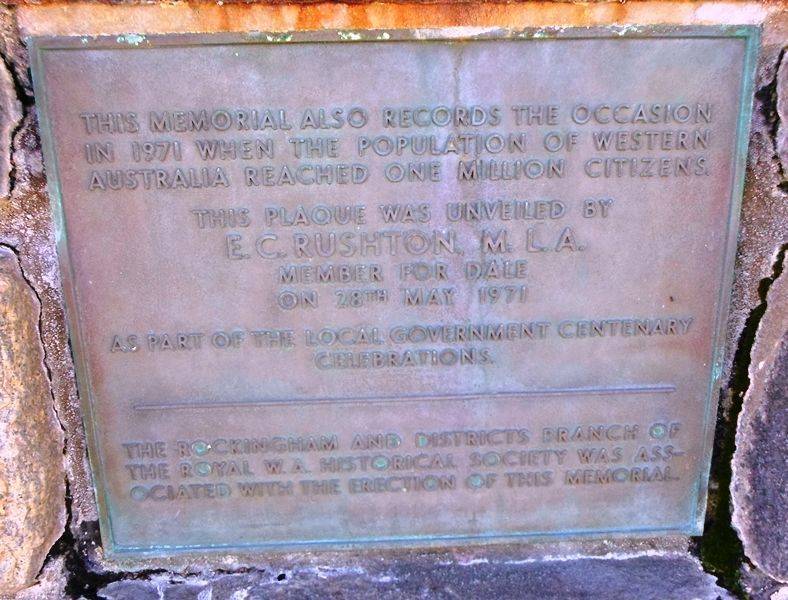 THIS MEMORIAL ALSO RECORDS THE OCCASION
IN 1971 WHEN THE POPULATION OF WESTERN
AUSTRALIA REACHED ONE MILLION CITIZENS.
THIS PLAQUE WAS UNVEILED BY
E. C. RUSHTON, M. L. A.
MEMBER FOR DALE
ON 28TH MAY 1971
AS PART OF THE LOCAL GOVERNMENT CENTENARY
CELEBRATIONS.
THE ROCKINGHAM AND DISTRICTS BRANCH OF
THE ROYAL W.A. HISTORICAL SOCIETY WAS ASS-
OCIATED WITH THE ERECTION OF THIS MEMORIAL.